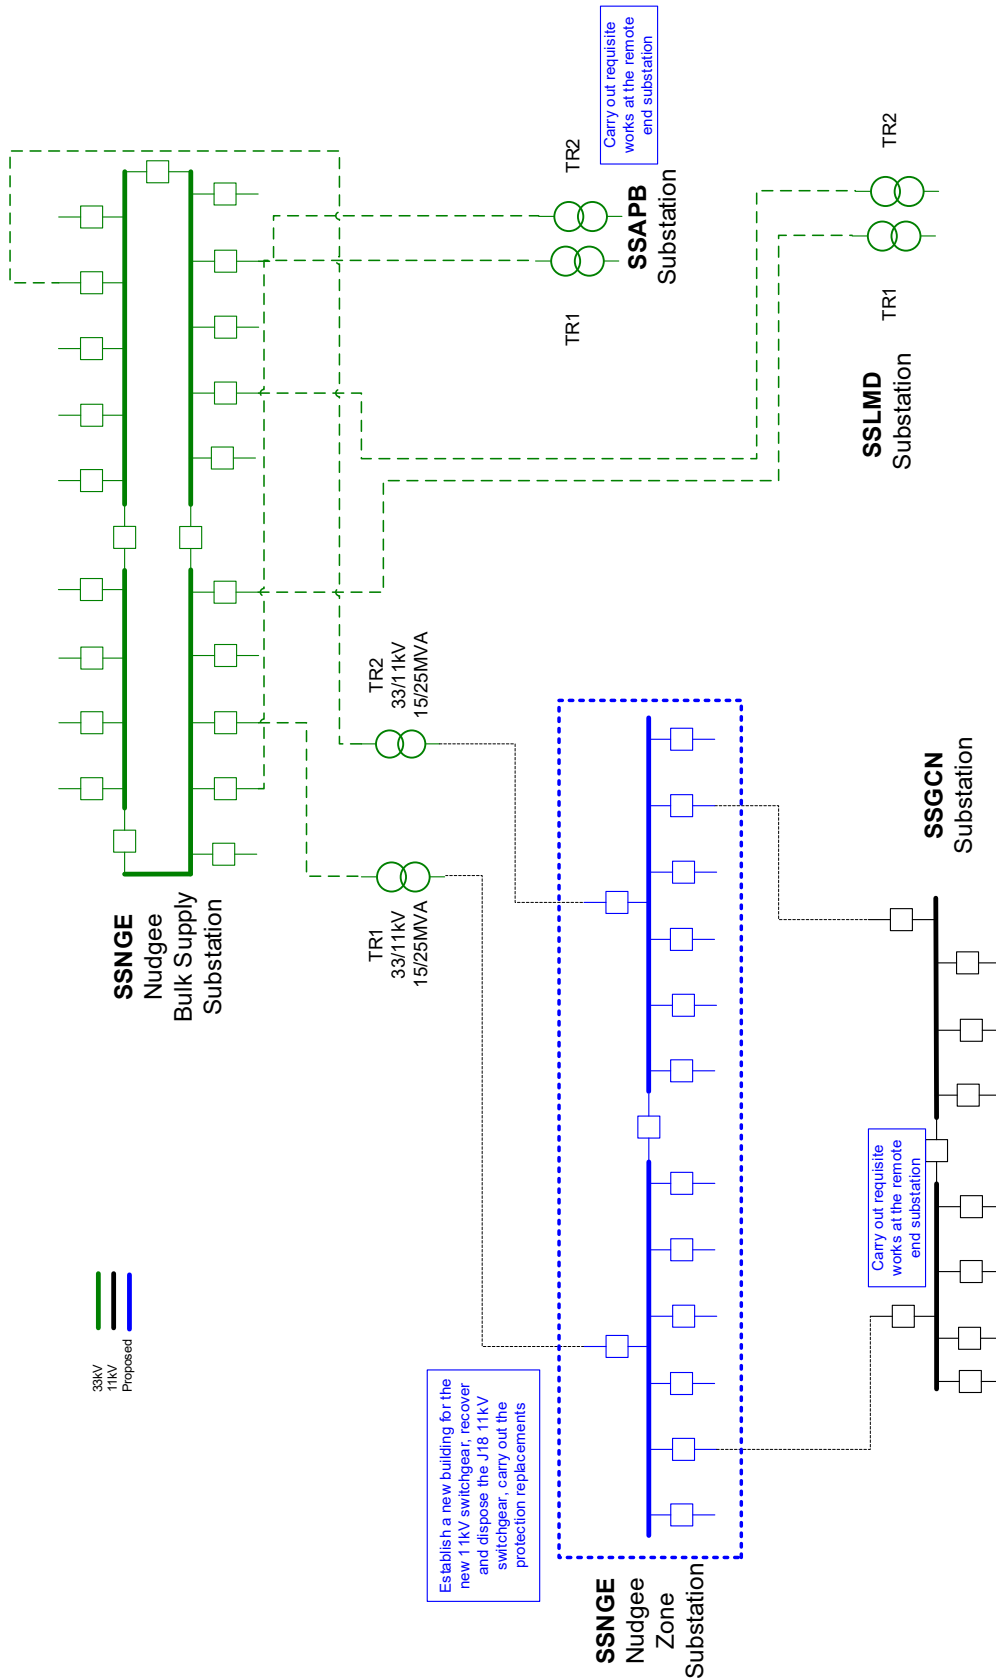 Carry out requisite
works at the remote
end substation
TR2
TR1
SSAPB
Substation
TR2
TR1
SSLMD
Substation
SSNGE
Nudgee
Bulk Supply
Substation
TR2
33/11kV
15/25MVA
TR1
33/11kV
15/25MVA
SSGCN
Substation
Carry out requisite
works at the remote
end substation
33kV
11kV
Proposed
Establish a new building for the
new 11kV switchgear, recover
and dispose the J18 11kV
switchgear, carry out the
protection replacements
SSNGE
Nudgee
Zone
Substation